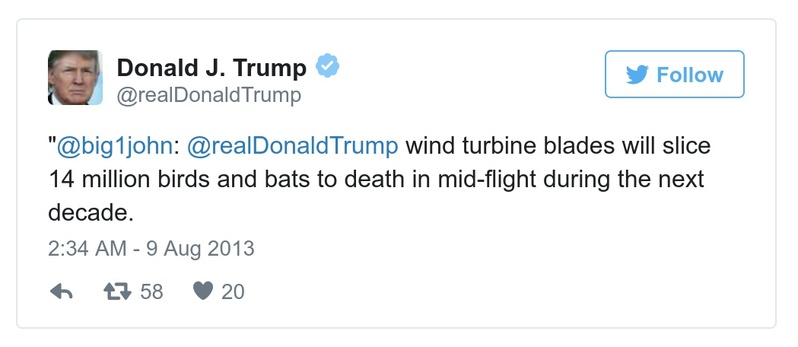 Donald J. Trump
Follow
@realDonaldTrump
"@big1john: @realDonaldTrump wind turbine blades will slice
14 million birds and bats to death in mid-flight during the next
decade.
2:34 AM - 9 Aug 2013
58 20